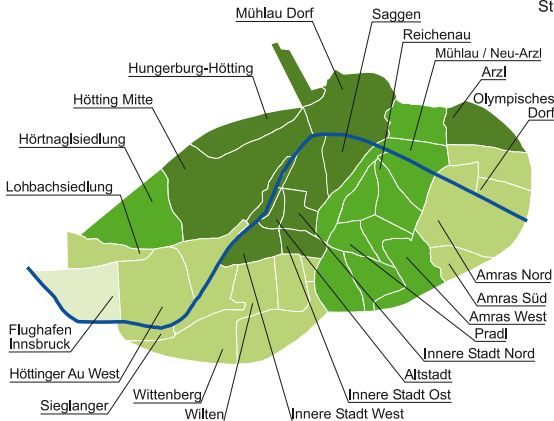 St
Mühlau Dorf
Saggen
Reichenau
Mühlau / Neu-Arzl
Hungerburg-Hötting
Arzl
Hötting Mitte
Olympisches
Dorf
Hörtnaglsiedlung
Lohbachsiedlung
Amras Nord
Amras Süd
Amras West
Flughafen
Innsbruck
Pradl
Innere Stadt Nord
Höttinger Au West
Altstadt
Wittenberg
Innere Stadt Ost
Sieglanger
Wilten
Innere Stadt West